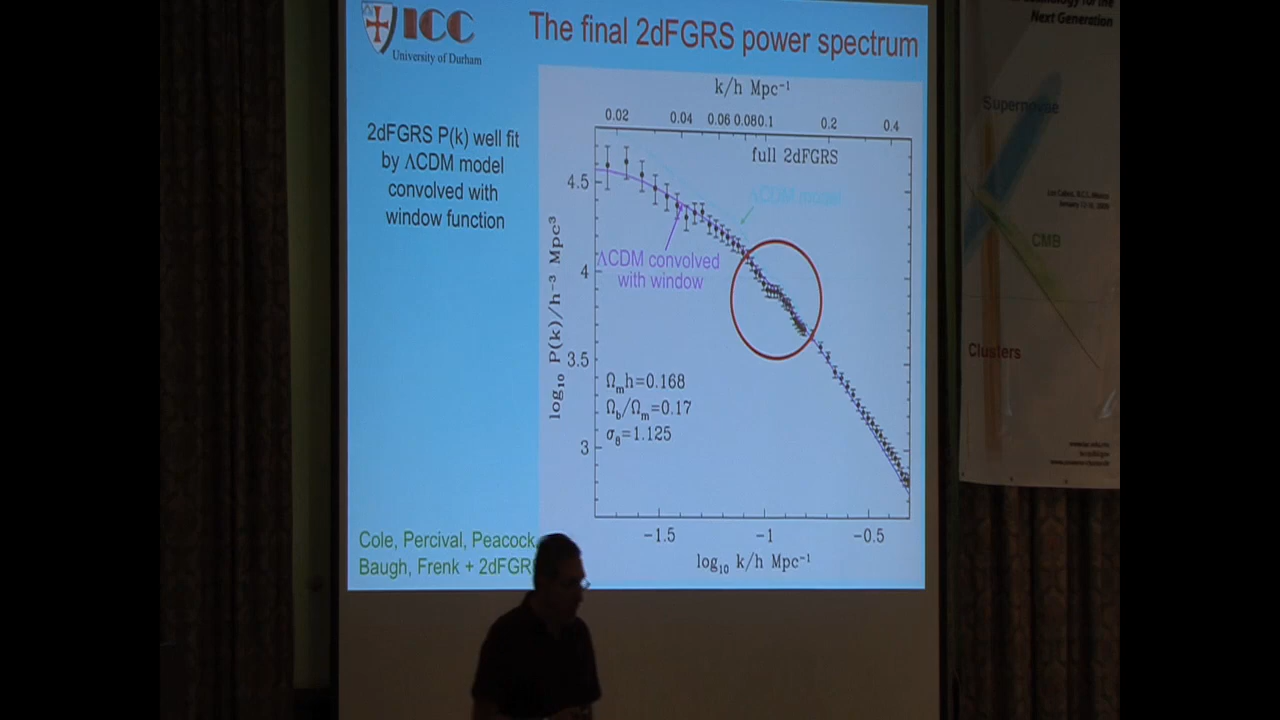 ICC
University of Durham
The final 2dFGRS power spectrum
2dFGRS P(k) well fit
by ΛCDM model
convolved with
window function
k/h Mpc⁻¹
0.02 0.04 0.06 0.08 0.1 0.2 0.4
full 2dFGRS
ΛCDM model
ΛCDM convolved
with window
4.5
4
3.5
3
log₁₀ P(k)/h⁻³ Mpc³
Ωₘh=0.168
Ω_b/Ωₘ=0.17
σ₈=1.125
−1.5 −1 −0.5
log₁₀ k/h Mpc⁻¹
Cole, Percival, Peacock,
Baugh, Frenk + 2dFGR
for the
Next Generation
Supernovae
CMB
Clusters